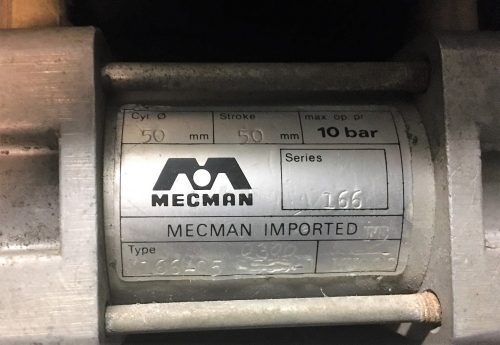 Cyl. Ø Stroke max. op. pr
50 mm 50 mm 10 bar
Series
MECMAN 166
MECMAN IMPORTED
Type